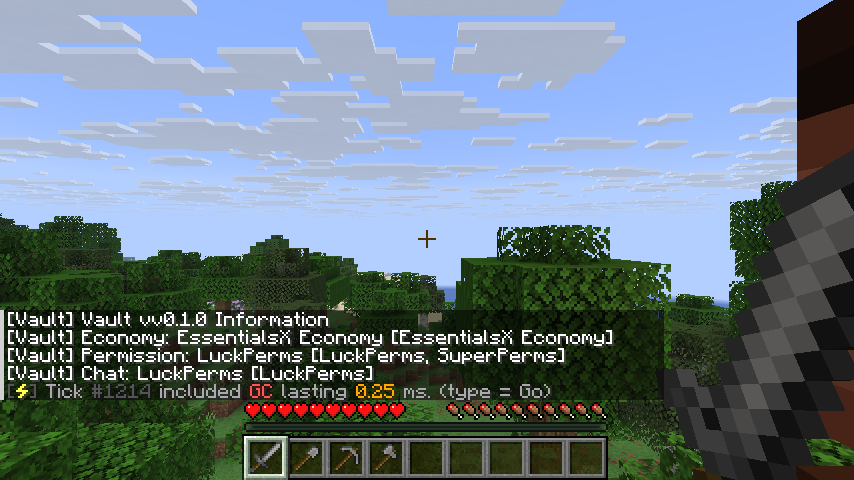 [Vault] Vault vv0.1.0 Information
[Vault] Economy: EssentialsX Economy [EssentialsX Economy]
[Vault] Permission: LuckPerms [LuckPerms, SuperPerms]
[Vault] Chat: LuckPerms [LuckPerms]
[⚡] Tick #1214 included GC lasting 0.25 ms. (type = Go)